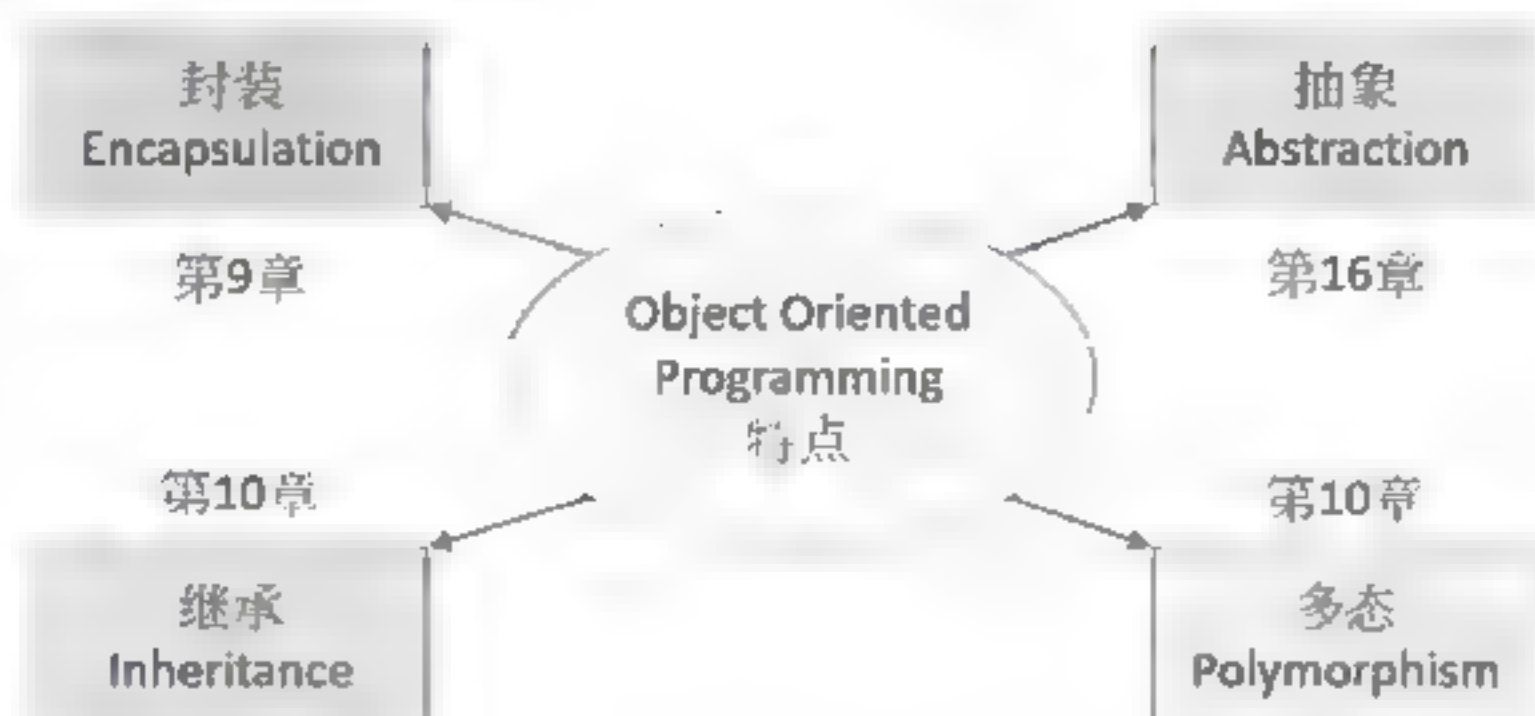 封装
Encapsulation
第9章
抽象
Abstraction
第16章
Object Oriented
Programming
特点
第10章
继承
Inheritance
第10章
多态
Polymorphism